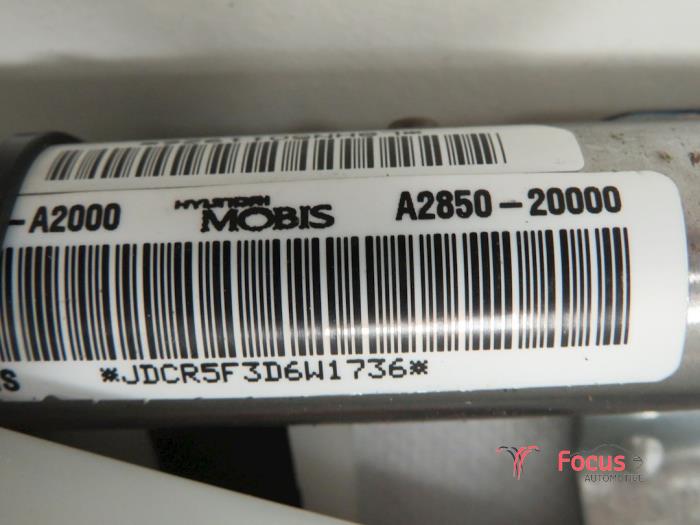 -A2000 HYUNDAI MOBIS A2850-20000
*JDCR5F3D6W1736*
Focus
AUTOMOTIVE